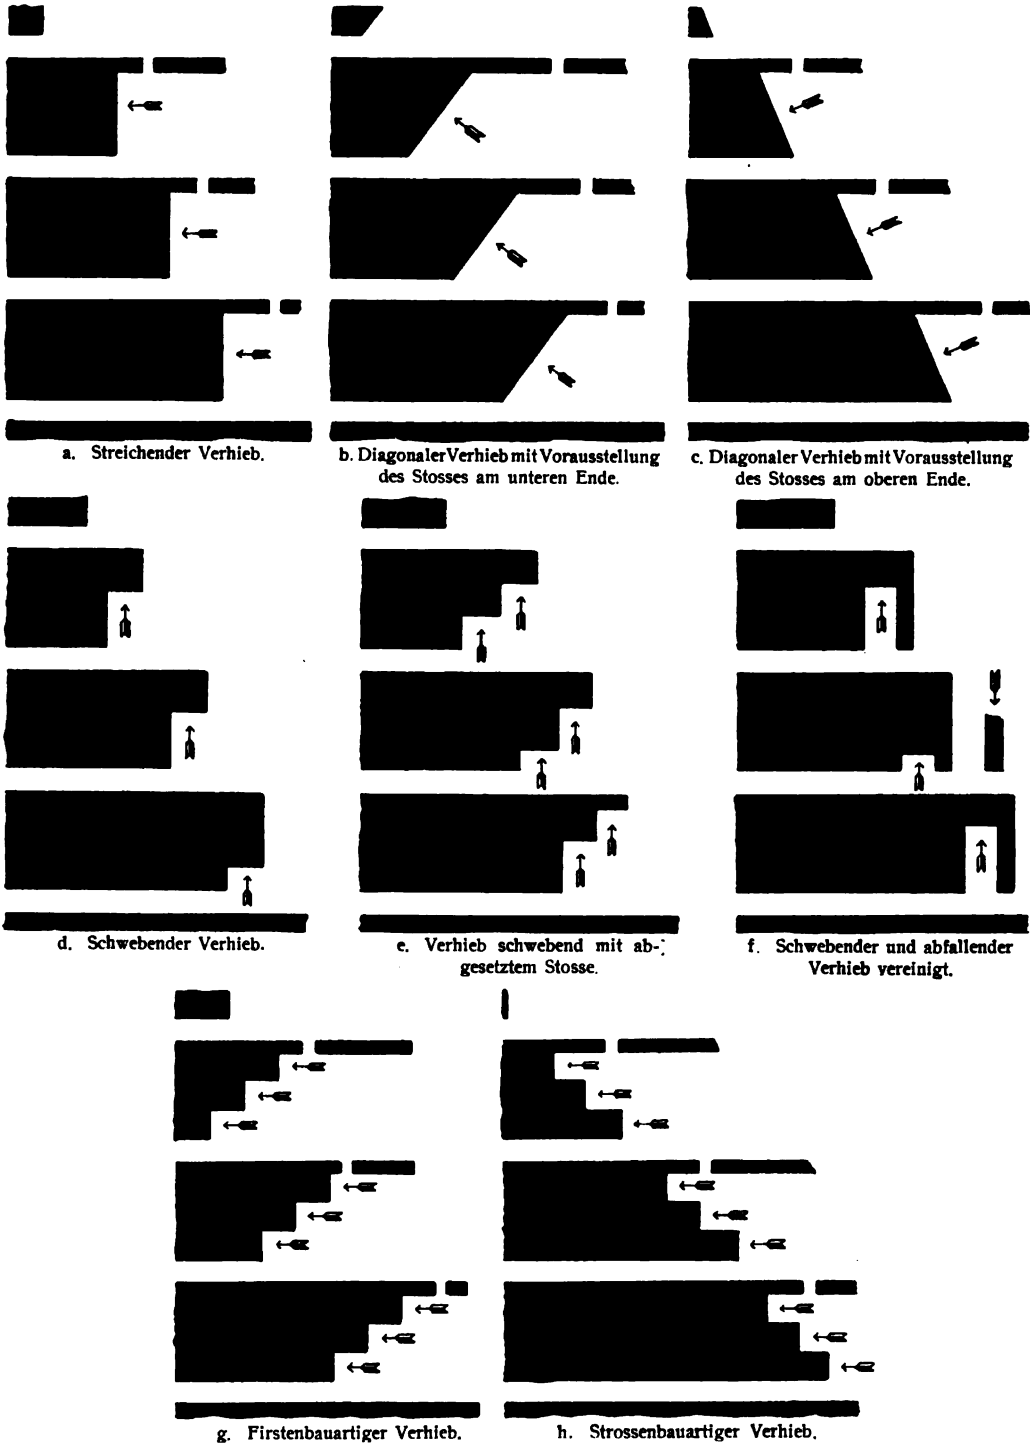 a. Streichender Verhieb.
b. Diagonaler Verhieb mit Vorausstellung
des Stosses am unteren Ende.
c. Diagonaler Verhieb mit Vorausstellung
des Stosses am oberen Ende.
d. Schwebender Verhieb.
e. Verhieb schwebend mit ab-
gesetztem Stosse.
f. Schwebender und abfallender
Verhieb vereinigt.
g. Firstenbauartiger Verhieb.
h. Strossenbauartiger Verhieb.